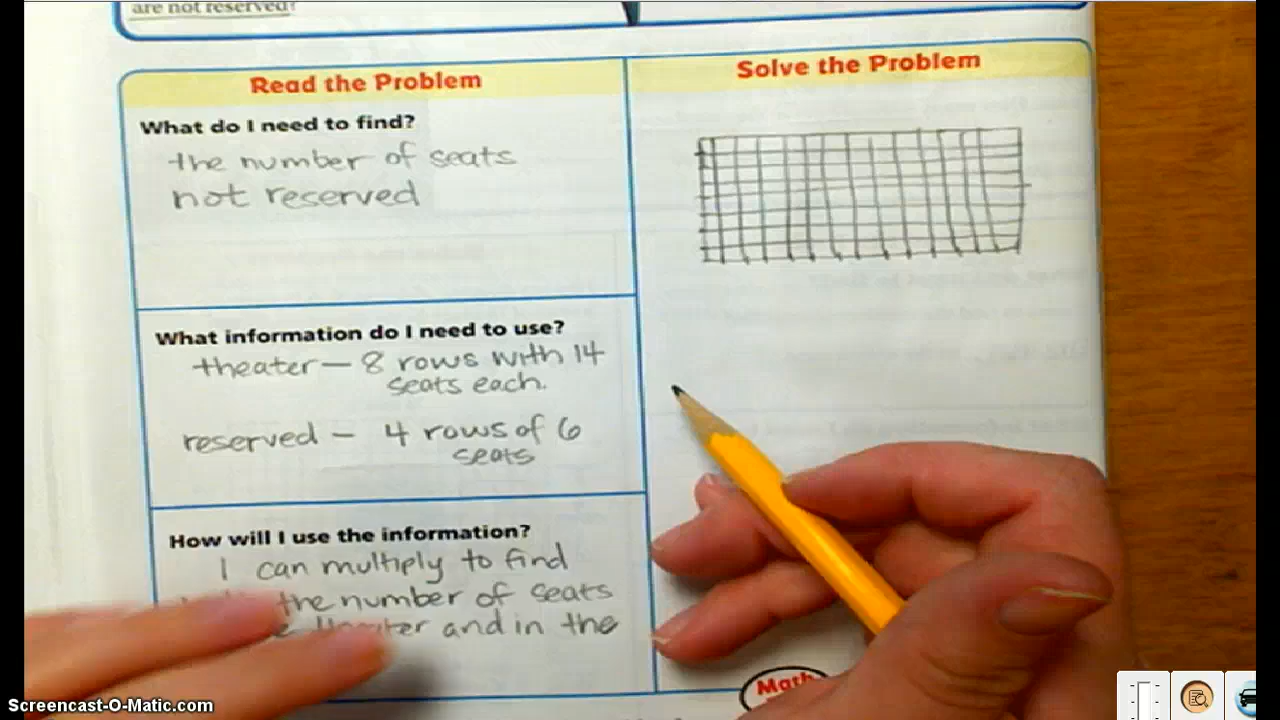 are not reserved?
Read the Problem
Solve the Problem
What do I need to find?
the number of seats
not reserved
What information do I need to use?
theater — 8 rows with 14
seats each.
reserved — 4 rows of 6
seats
How will I use the information?
I can multiply to find
the number of seats
theater and in the
Math
Screencast-O-Matic.com